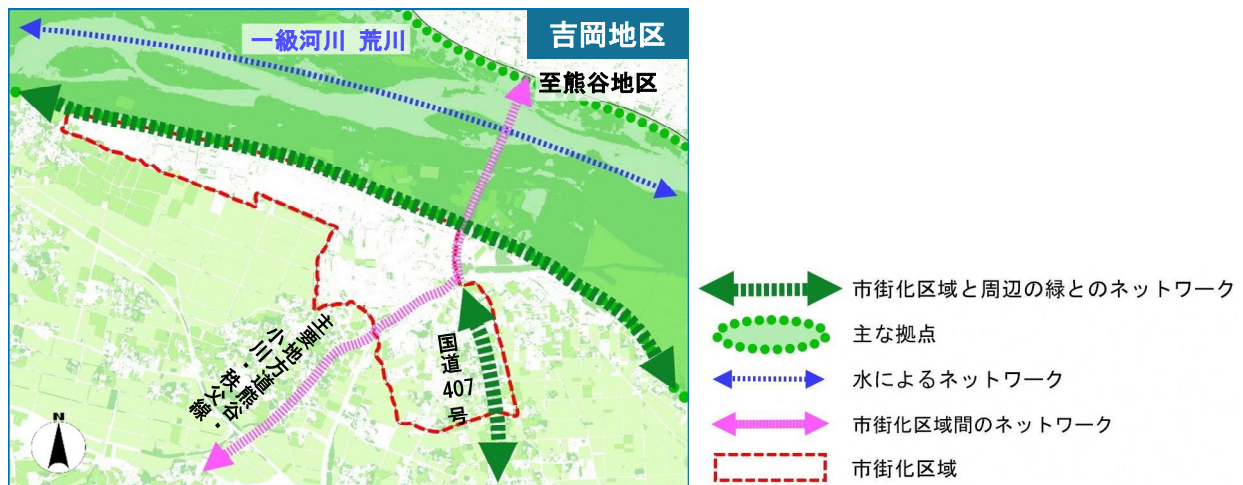 吉岡地区
一級河川 荒川
至熊谷地区
主要地方道熊谷・
小川・秩父線
国道407号
N
市街化区域と周辺の緑とのネットワーク
主な拠点
水によるネットワーク
市街化区域間のネットワーク
市街化区域